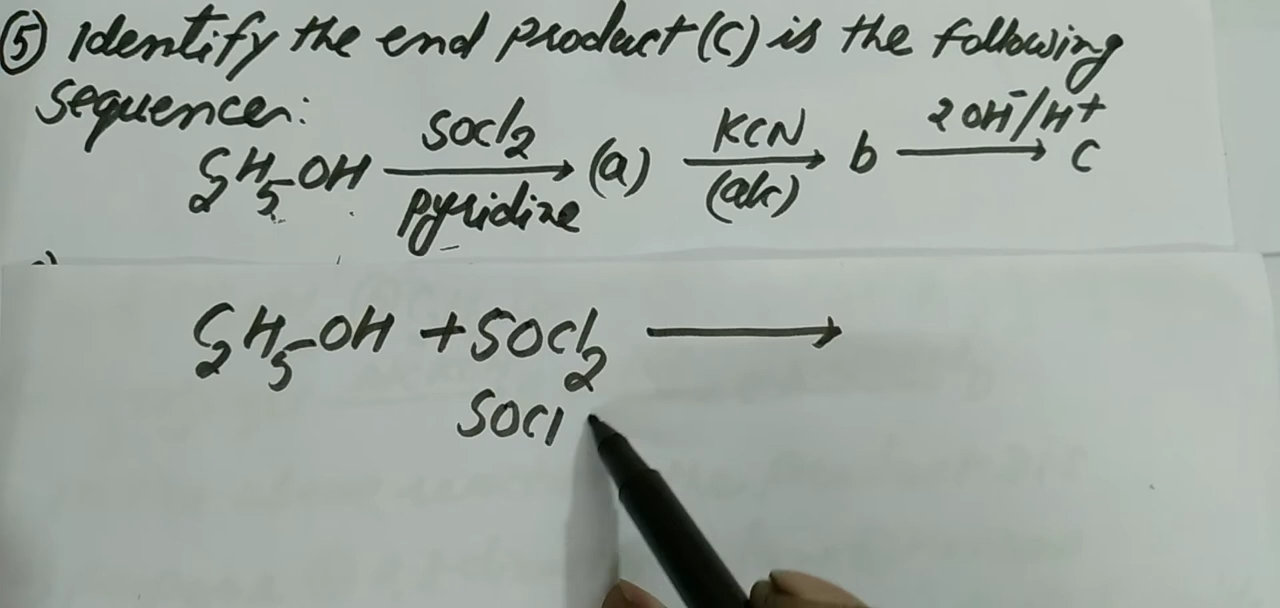 ⑤ Identify the end product (C) is the following
sequence:
C₂H₅-OH —SOCl₂/pyridine→ (a) —KCN/(alc)→ b —2OH⁻/H⁺→ C
C₂H₅-OH + SOCl₂ →
SOCl